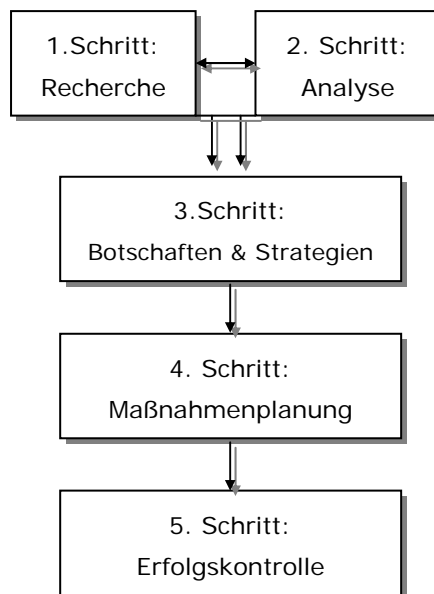 1.Schritt:
Recherche
2. Schritt:
Analyse
3.Schritt:
Botschaften & Strategien
4. Schritt:
Maßnahmenplanung
5. Schritt:
Erfolgskontrolle